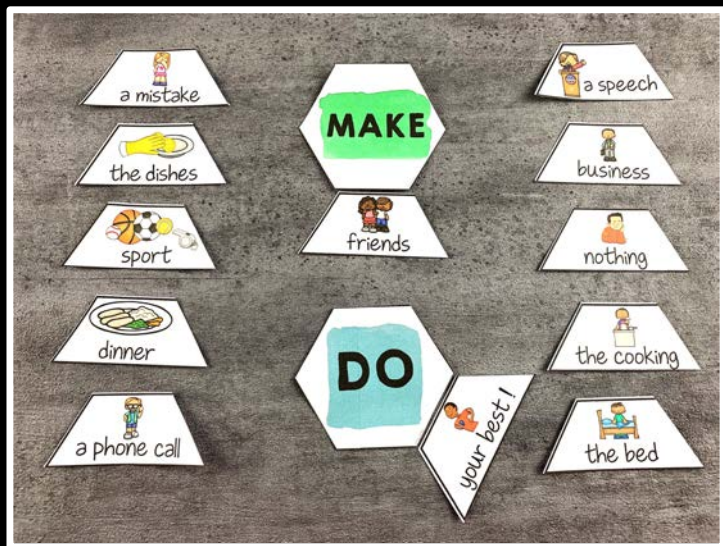 a mistake
the dishes
sport
dinner
a phone call
MAKE
friends
DO
your best!
a speech
business
nothing
the cooking
the bed